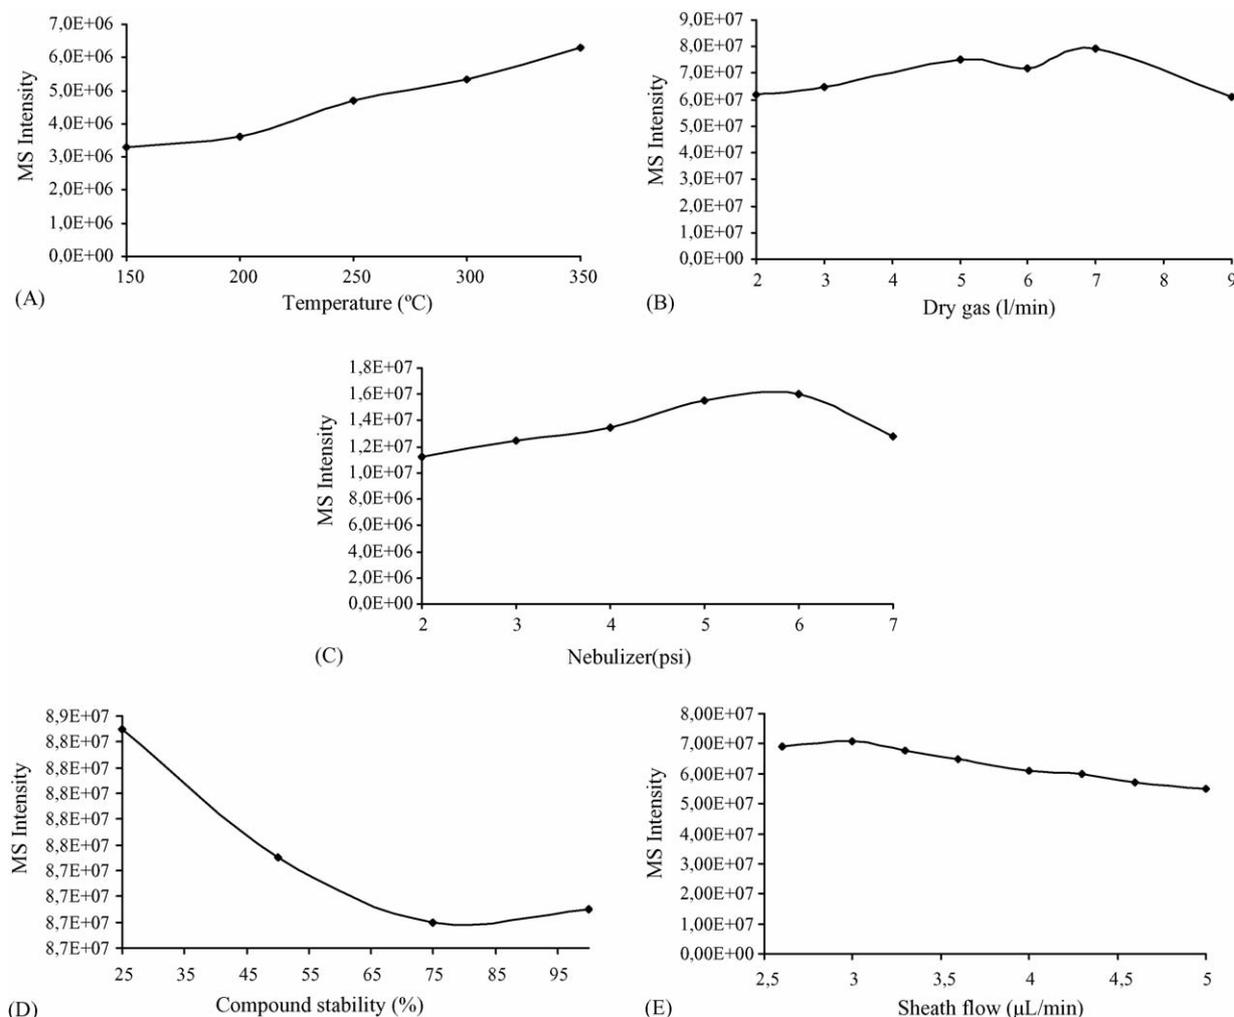 7,0E+06
6,0E+06
5,0E+06
4,0E+06
3,0E+06
2,0E+06
1,0E+06
0,0E+00
MS Intensity
150 200 250 300 350
Temperature (ºC)
(A)
9,0E+07
8,0E+07
7,0E+07
6,0E+07
5,0E+07
4,0E+07
3,0E+07
2,0E+07
1,0E+07
0,0E+00
MS Intensity
2 3 4 5 6 7 8 9
Dry gas (l/min)
(B)
1,8E+07
1,6E+07
1,4E+07
1,2E+07
1,0E+07
8,0E+06
6,0E+06
4,0E+06
2,0E+06
0,0E+00
MS Intensity
2 3 4 5 6 7
Nebulizer(psi)
(C)
8,9E+07
8,8E+07
8,8E+07
8,8E+07
8,8E+07
8,8E+07
8,7E+07
8,7E+07
8,7E+07
8,7E+07
MS Intensity
25 35 45 55 65 75 85 95
Compound stability (%)
(D)
8,00E+07
7,00E+07
6,00E+07
5,00E+07
4,00E+07
3,00E+07
2,00E+07
1,00E+07
0,00E+00
MS Intensity
2,5 3 3,5 4 4,5 5
Sheath flow (µL/min)
(E)